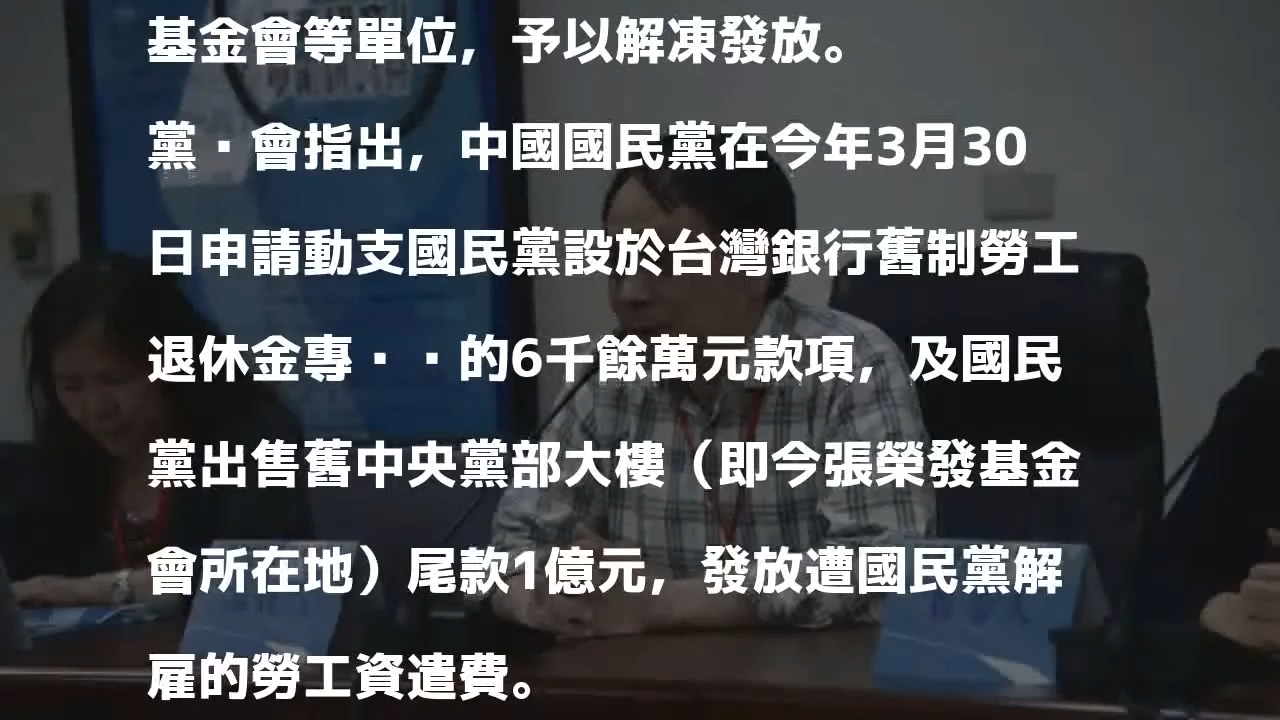 基金會等單位，予以解凍發放。
黨·會指出，中國國民黨在今年3月30
日申請動支國民黨設於台灣銀行舊制勞工
退休金專··的6千餘萬元款項，及國民
黨出售舊中央黨部大樓（即今張榮發基金
會所在地）尾款1億元，發放遭國民黨解
雇的勞工資遣費。